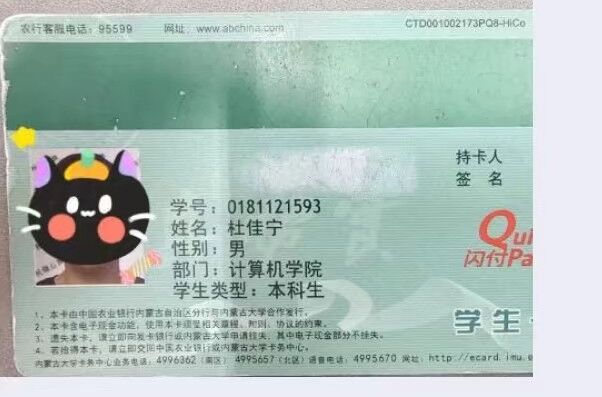 农行客服电话：95599 网址：www.abchina.com CTD001002173PQ8-HiCo
持卡人
签 名
学号：0181121593
姓名：杜佳宁
性别：男
部门：计算机学院
学生类型：本科生
Qui
闪付Pa
学生
1、本卡由中国农业银行内蒙古自治区分行与内蒙古大学合作发行。
2、本卡含电子现金功能，使用本卡须受相关章程、规则、协议的约束。
3、遗失本卡，请立即向发卡银行或内蒙古大学申请挂失，其中电子现金部分不挂失。
4、若拾得本卡，请立即交回中国农业银行或内蒙古大学卡务中心。
内蒙古大学卡务中心业务电话：4996362（南区）4995657（北区）语音电话：4995670 网址：http://ecard.imu.e